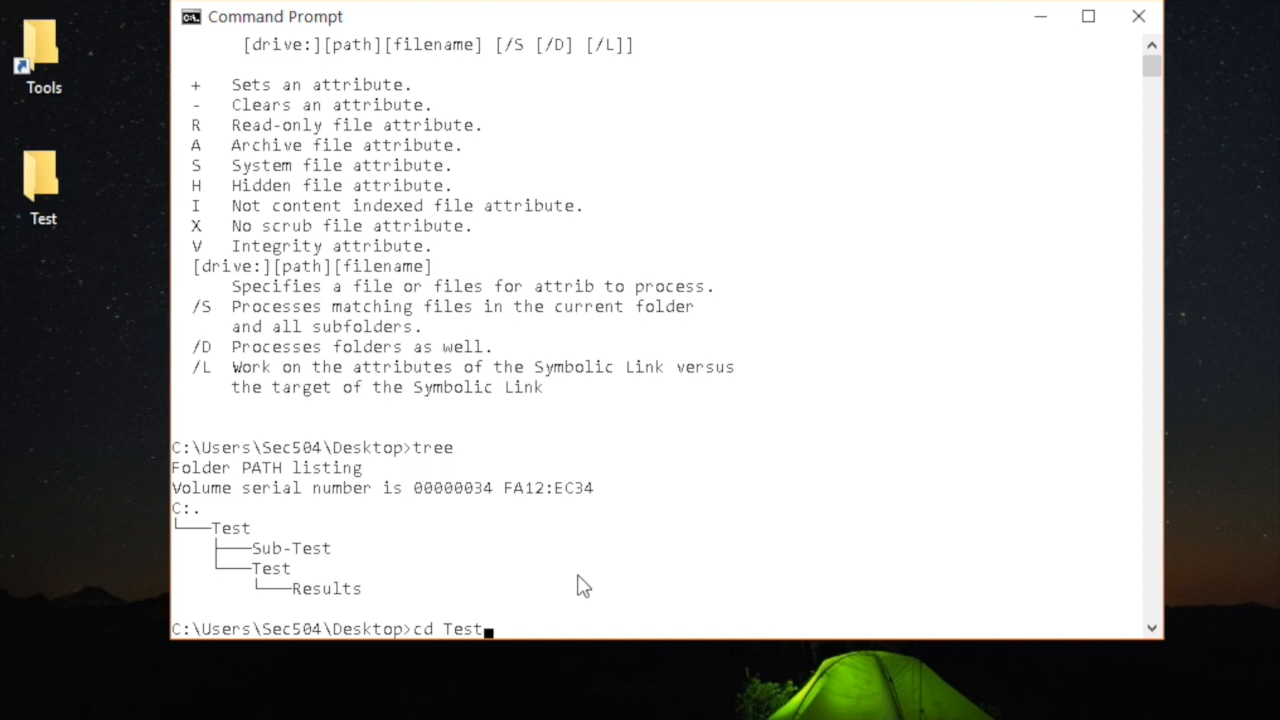 Tools
Test
Command Prompt
[drive:][path][filename] [/S [/D] [/L]]
+ Sets an attribute.
- Clears an attribute.
R Read-only file attribute.
A Archive file attribute.
S System file attribute.
H Hidden file attribute.
I Not content indexed file attribute.
X No scrub file attribute.
V Integrity attribute.
[drive:][path][filename]
Specifies a file or files for attrib to process.
/S Processes matching files in the current folder
and all subfolders.
/D Processes folders as well.
/L Work on the attributes of the Symbolic Link versus
the target of the Symbolic Link
C:\Users\Sec504\Desktop>tree
Folder PATH listing
Volume serial number is 00000034 FA12:EC34
C:.
└───Test
    ├───Sub-Test
    └───Test
        └───Results
C:\Users\Sec504\Desktop>cd Test